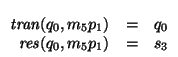 tran(q₀, m₅p₁) = q₀
res(q₀, m₅p₁) = s₃